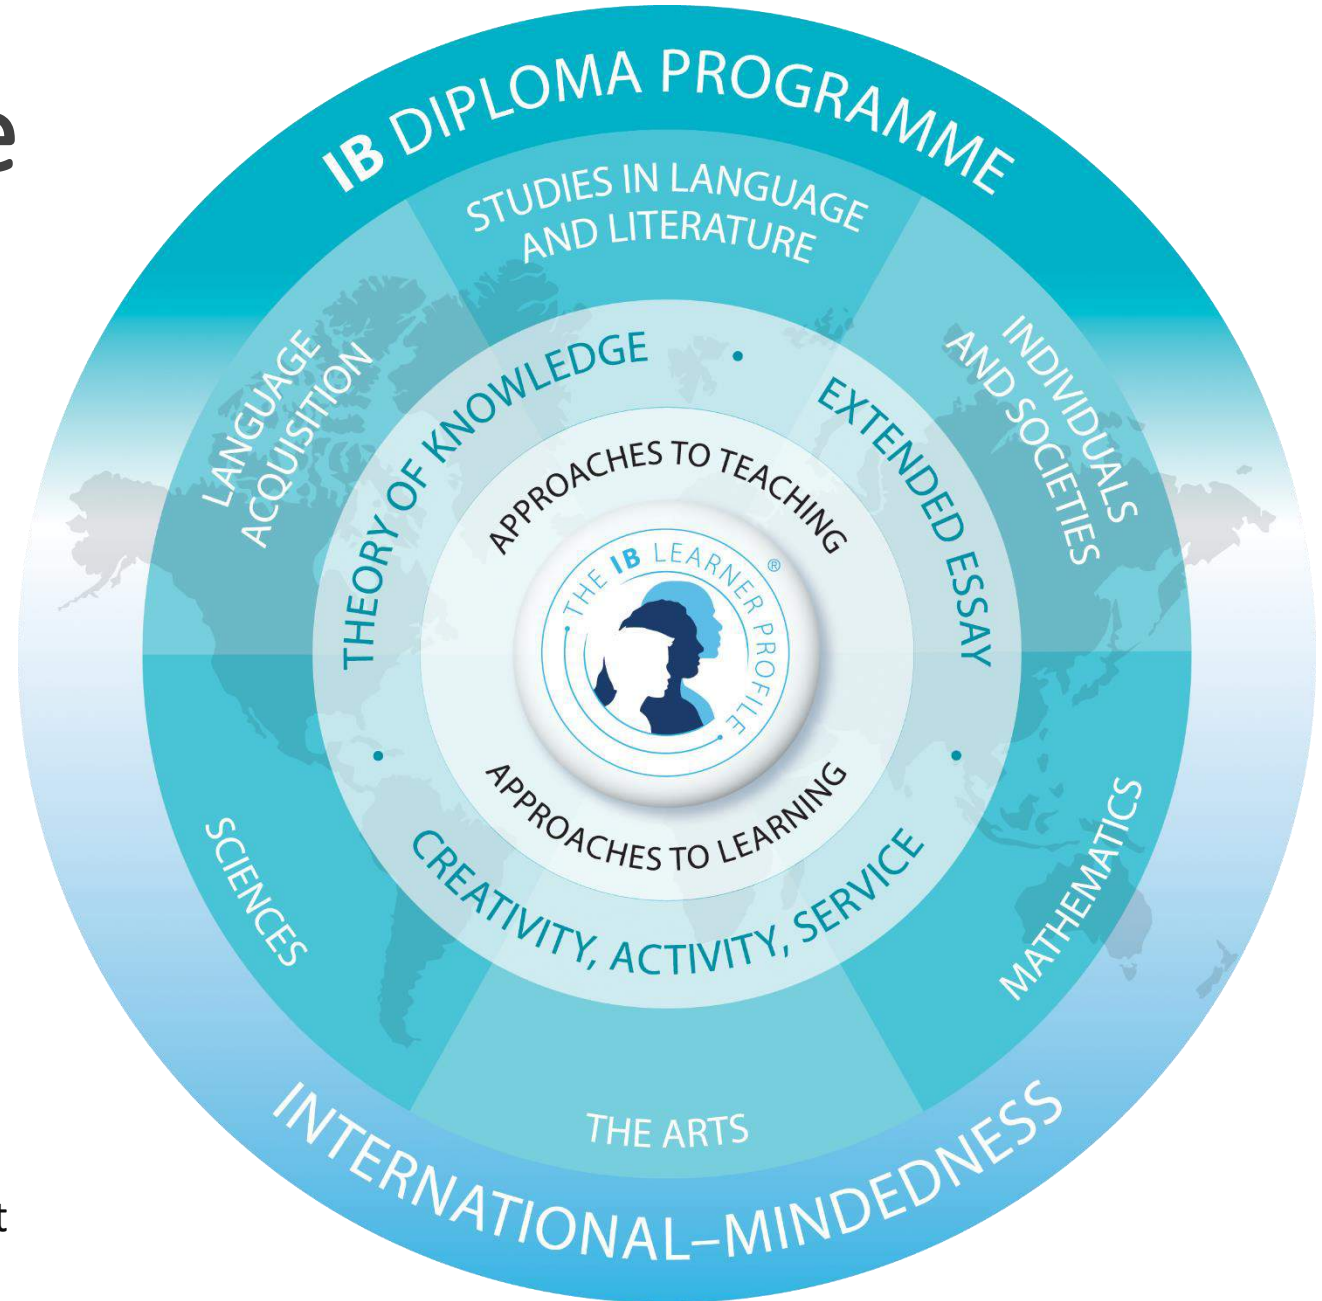 e
IB DIPLOMA PROGRAMME
STUDIES IN LANGUAGE
AND LITERATURE
LANGUAGE
ACQUISITION
INDIVIDUALS
AND SOCIETIES
THEORY OF KNOWLEDGE
•
EXTENDED ESSAY
APPROACHES TO TEACHING
THE IB LEARNER PROFILE ®
APPROACHES TO LEARNING
•
•
CREATIVITY, ACTIVITY, SERVICE
SCIENCES
MATHEMATICS
THE ARTS
INTERNATIONAL–MINDEDNESS
t